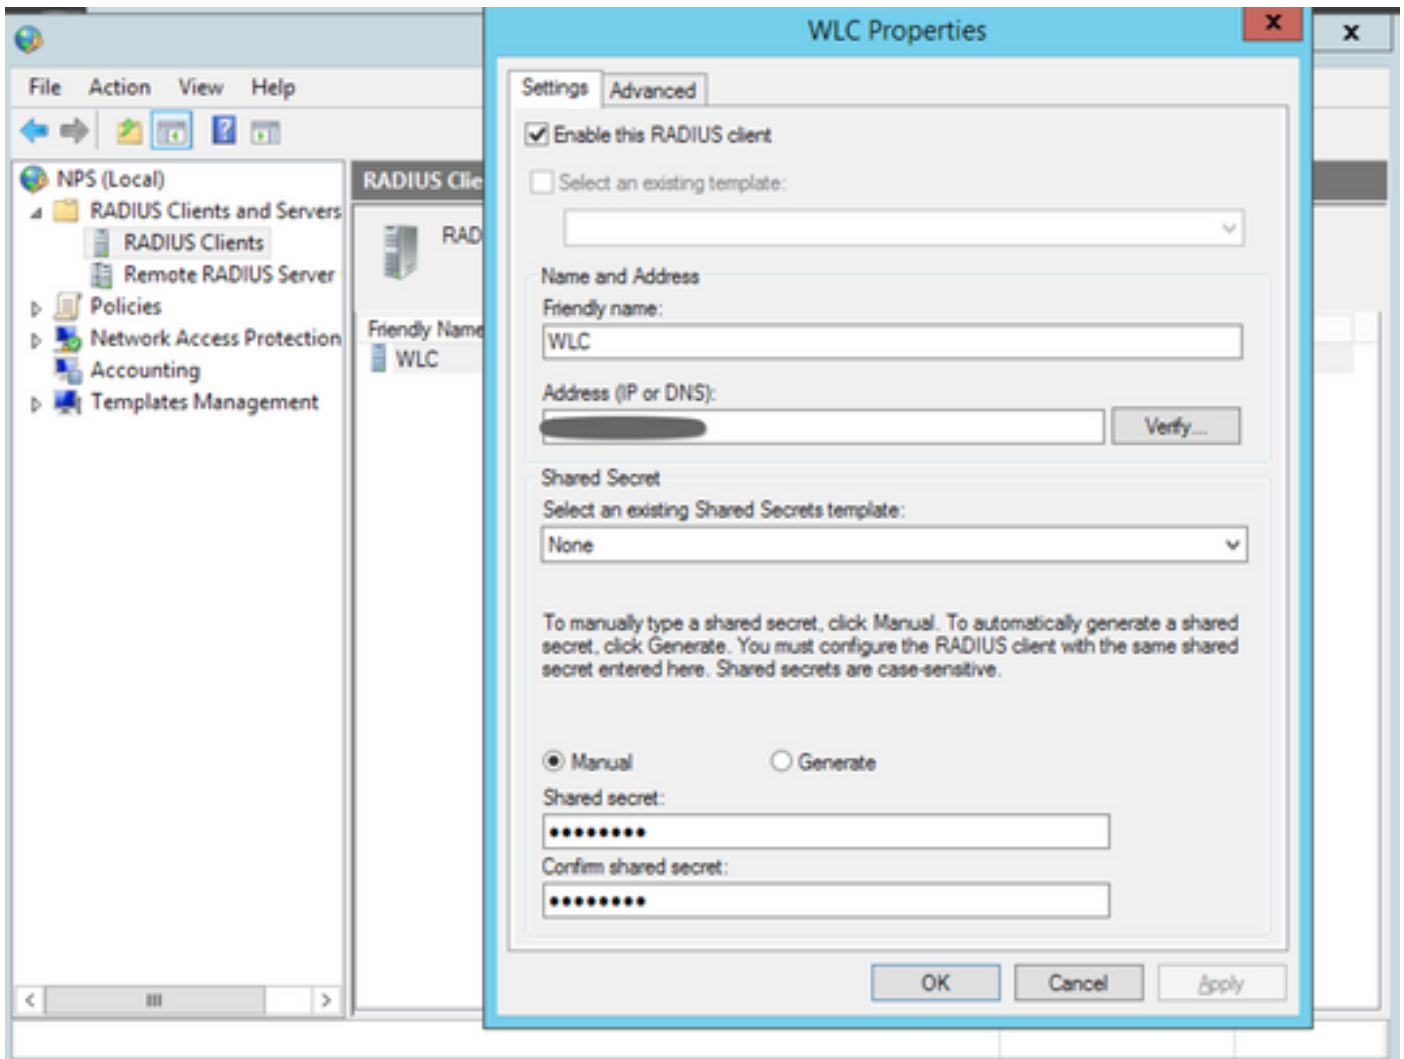 WLC Properties
File Action View Help
NPS (Local)
RADIUS Clients and Servers
RADIUS Clients
Remote RADIUS Server
Policies
Network Access Protection
Accounting
Templates Management
RADIUS Clie
RAD
Friendly Name
WLC
Settings Advanced
Enable this RADIUS client
Select an existing template:
Name and Address
Friendly name:
WLC
Address (IP or DNS):
Verify...
Shared Secret
Select an existing Shared Secrets template:
None
To manually type a shared secret, click Manual. To automatically generate a shared
secret, click Generate. You must configure the RADIUS client with the same shared
secret entered here. Shared secrets are case-sensitive.
Manual Generate
Shared secret:
••••••••
Confirm shared secret:
••••••••
OK Cancel Apply